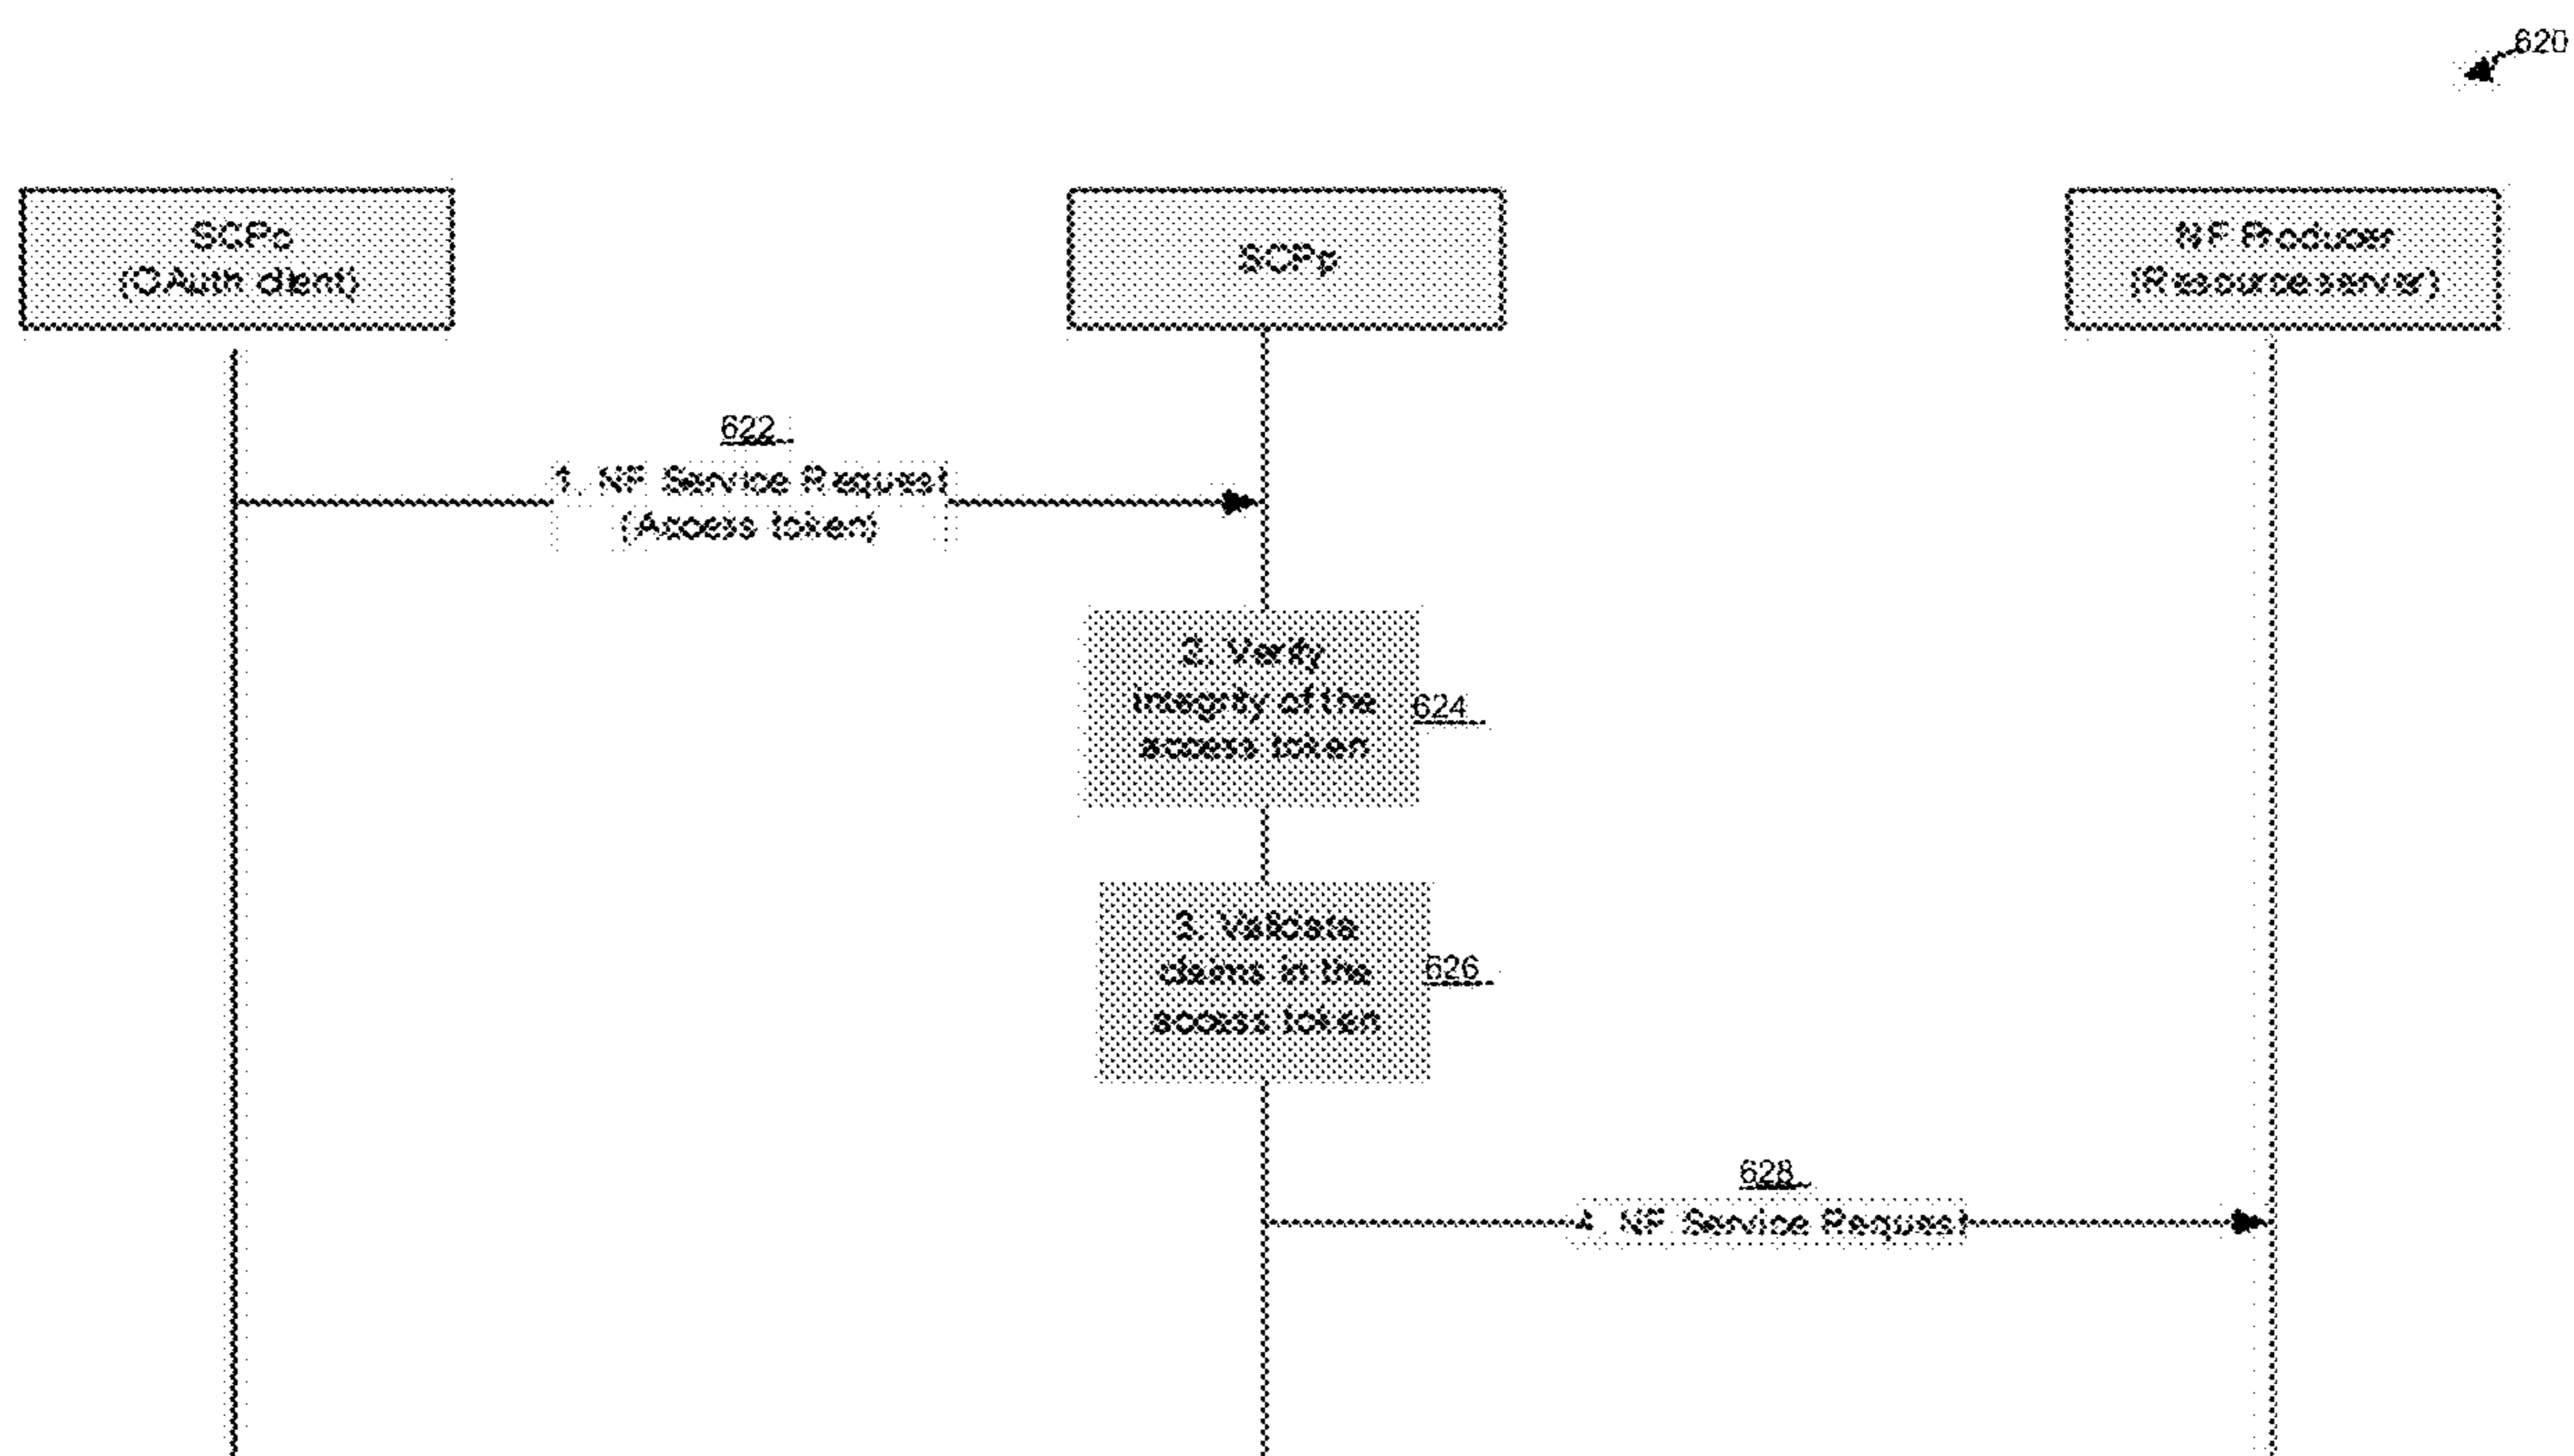 620
SCPc
(OAuth client)
SCPp
NF Producer
(Resource server)
622
1. NF Service Request
(Access token)
2. Verify
integrity of the
access token
624
3. Validate
claims in the
access token
626
628
4. NF Service Request